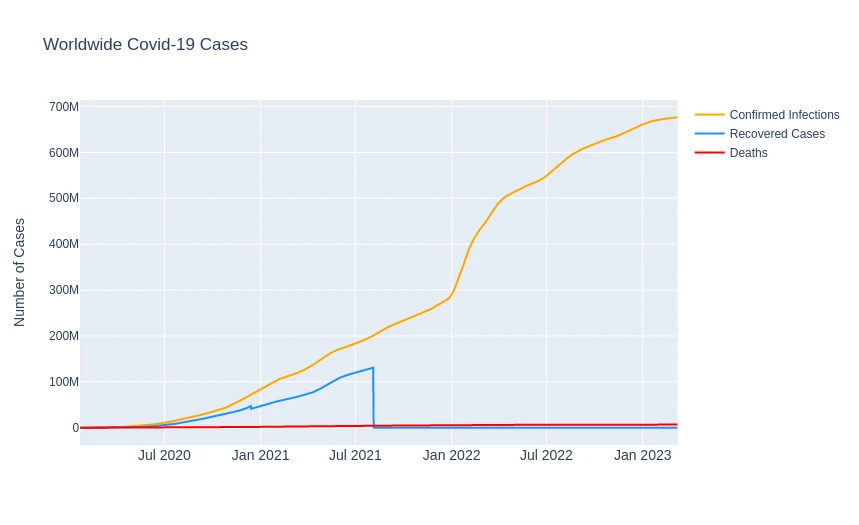 Worldwide Covid-19 Cases
700M
600M
500M
400M
300M
200M
100M
0
Number of Cases
Jul 2020
Jan 2021
Jul 2021
Jan 2022
Jul 2022
Jan 2023
Confirmed Infections
Recovered Cases
Deaths